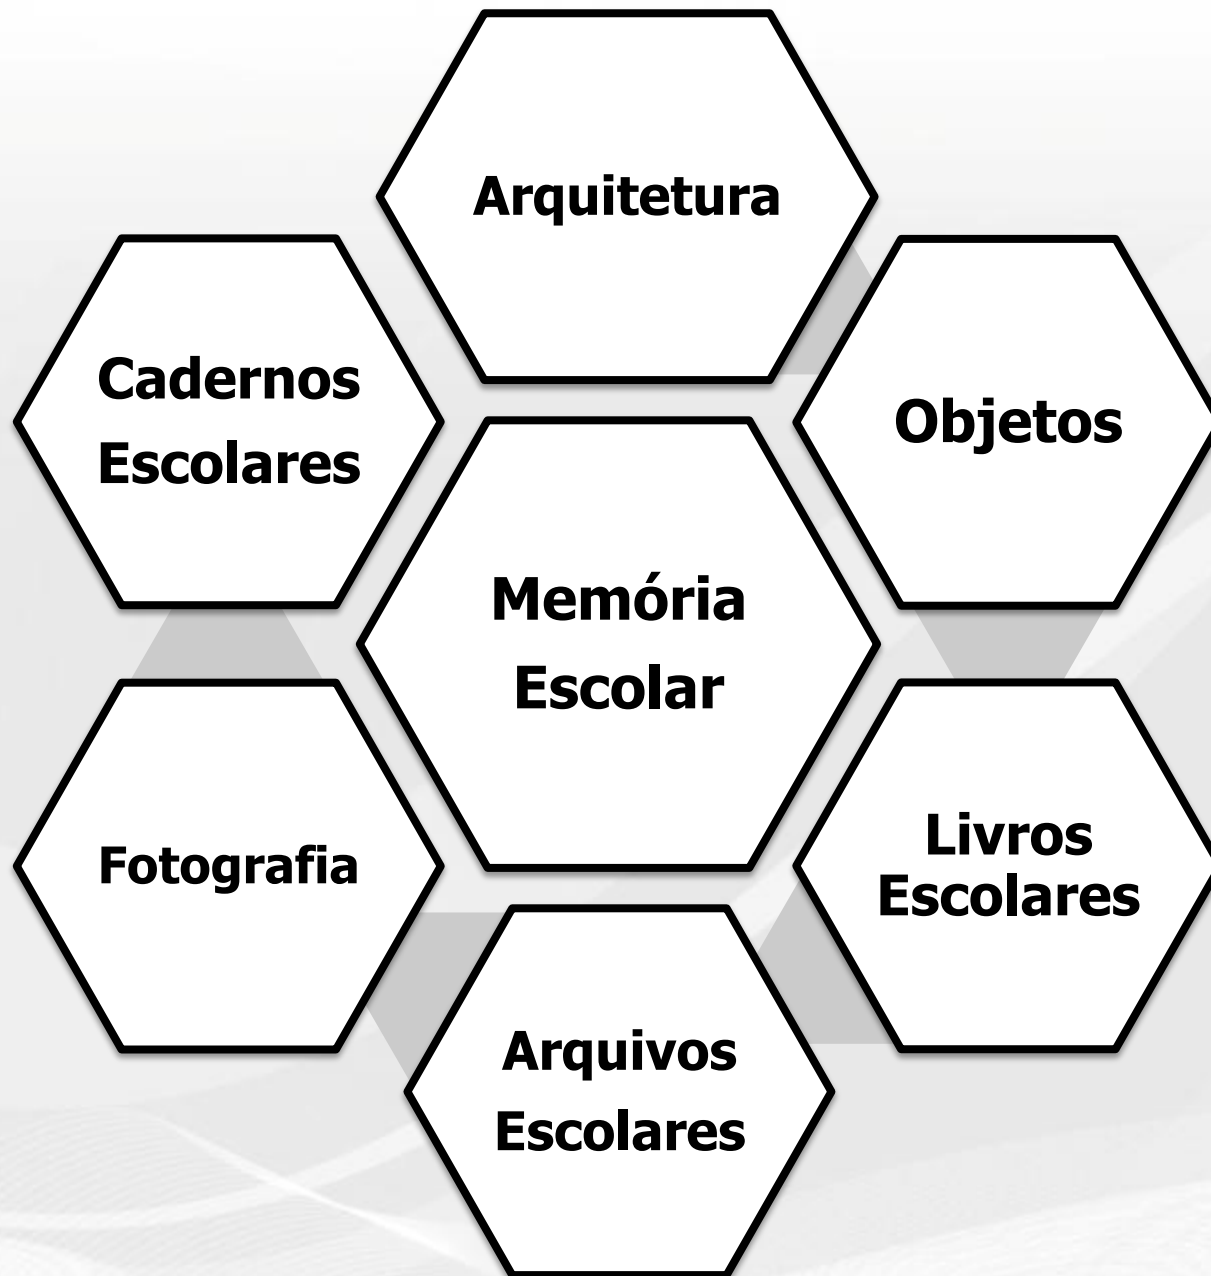 Arquitetura
Cadernos
Escolares
Objetos
Memória
Escolar
Fotografia
Livros
Escolares
Arquivos
Escolares